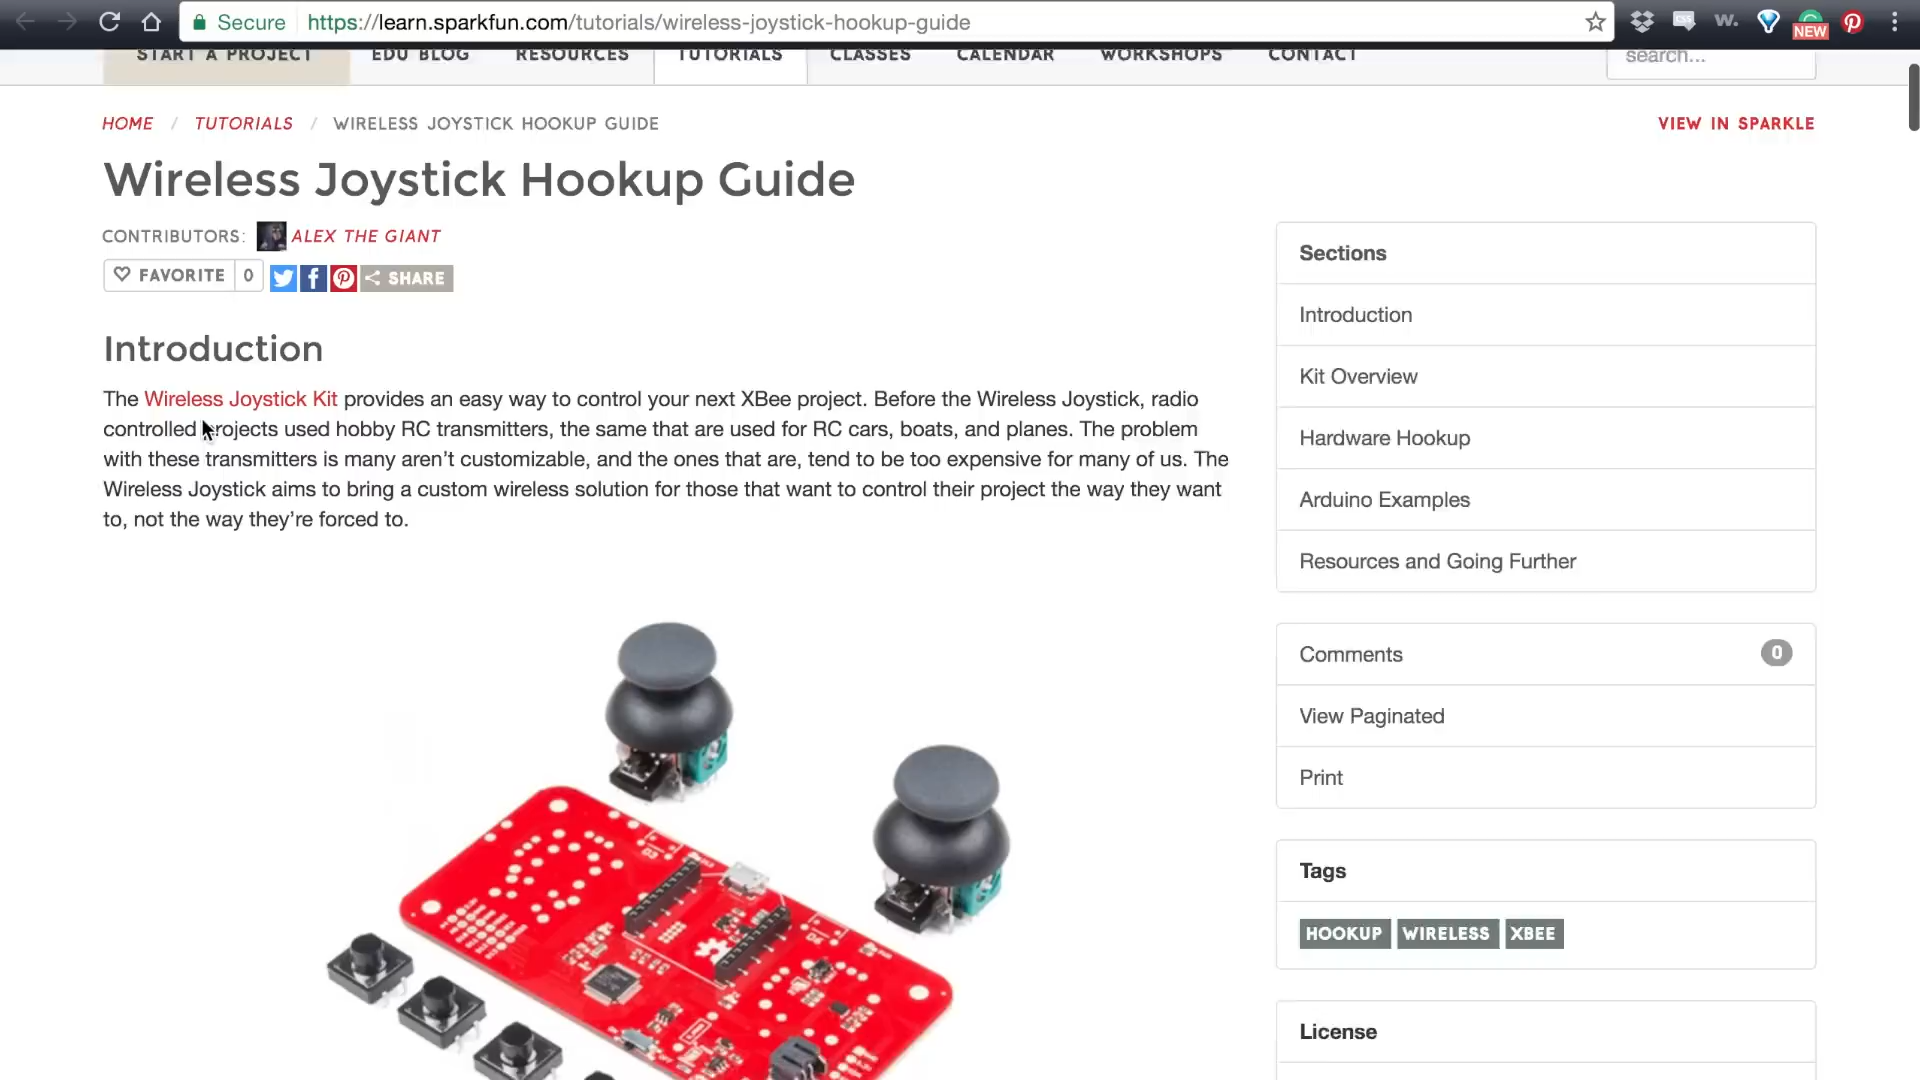 Secure https://learn.sparkfun.com/tutorials/wireless-joystick-hookup-guide
W.
NEW
START A PROJECT EDU BLOG RESOURCES TUTORIALS CLASSES CALENDAR WORKSHOPS CONTACT search...
HOME / TUTORIALS / WIRELESS JOYSTICK HOOKUP GUIDE
VIEW IN SPARKLE
Wireless Joystick Hookup Guide
CONTRIBUTORS: ALEX THE GIANT
FAVORITE 0 SHARE
Introduction
The Wireless Joystick Kit provides an easy way to control your next XBee project. Before the Wireless Joystick, radio
controlled projects used hobby RC transmitters, the same that are used for RC cars, boats, and planes. The problem
with these transmitters is many aren't customizable, and the ones that are, tend to be too expensive for many of us. The
Wireless Joystick aims to bring a custom wireless solution for those that want to control their project the way they want
to, not the way they're forced to.
Sections
Introduction
Kit Overview
Hardware Hookup
Arduino Examples
Resources and Going Further
Comments 0
View Paginated
Print
Tags
HOOKUP WIRELESS XBEE
License